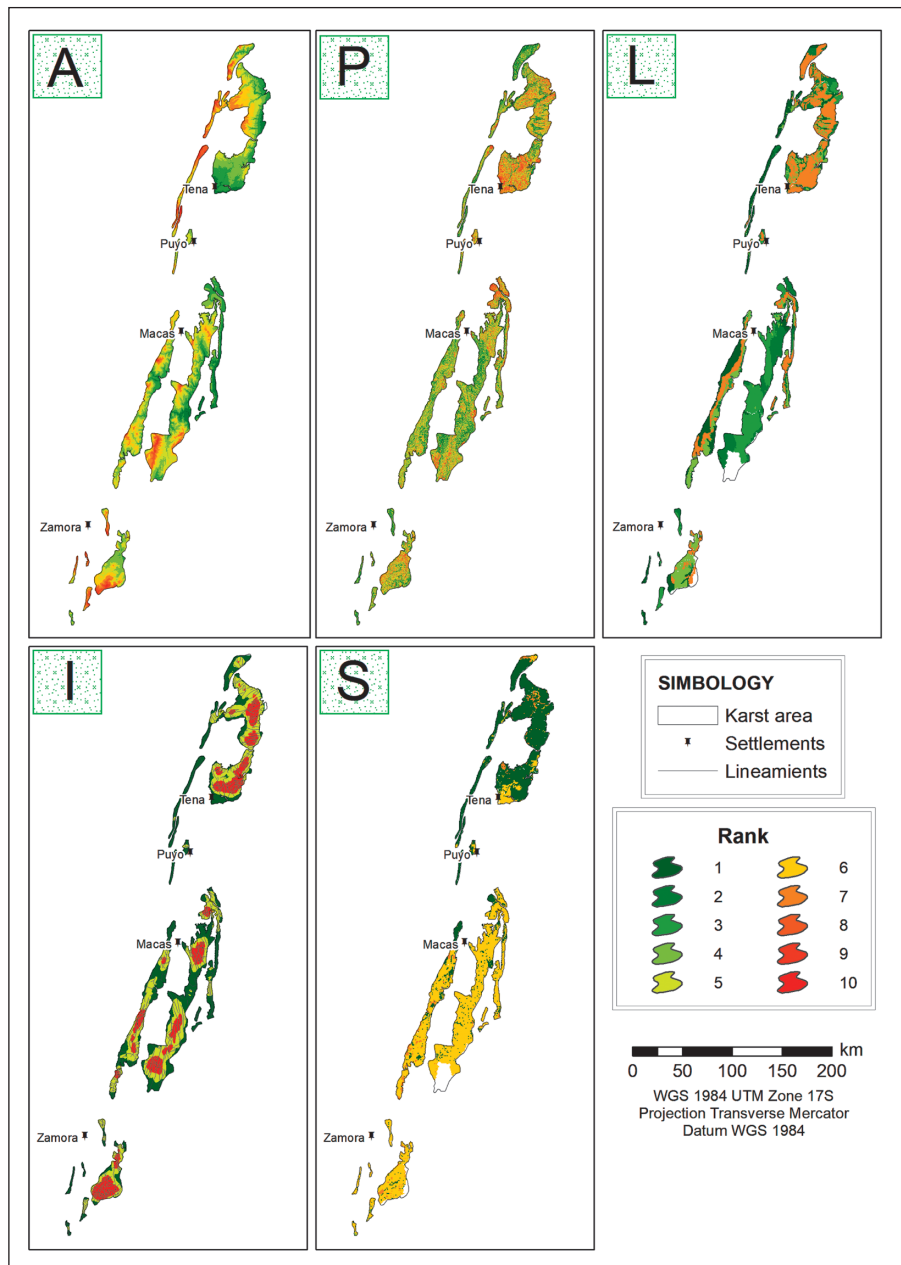 A
Tena
Puyo
Macas
Zamora
P
Tena
Puyo
Macas
Zamora
L
Tena
Puyo
Macas
Zamora
I
Tena
Puyo
Macas
Zamora
S
Tena
Puyo
Macas
Zamora
SIMBOLOGY
Karst area
Settlements
Lineamients
Rank
1 6
2 7
3 8
4 9
5 10
km
0 50 100 150 200
WGS 1984 UTM Zone 17S
Projection Transverse Mercator
Datum WGS 1984